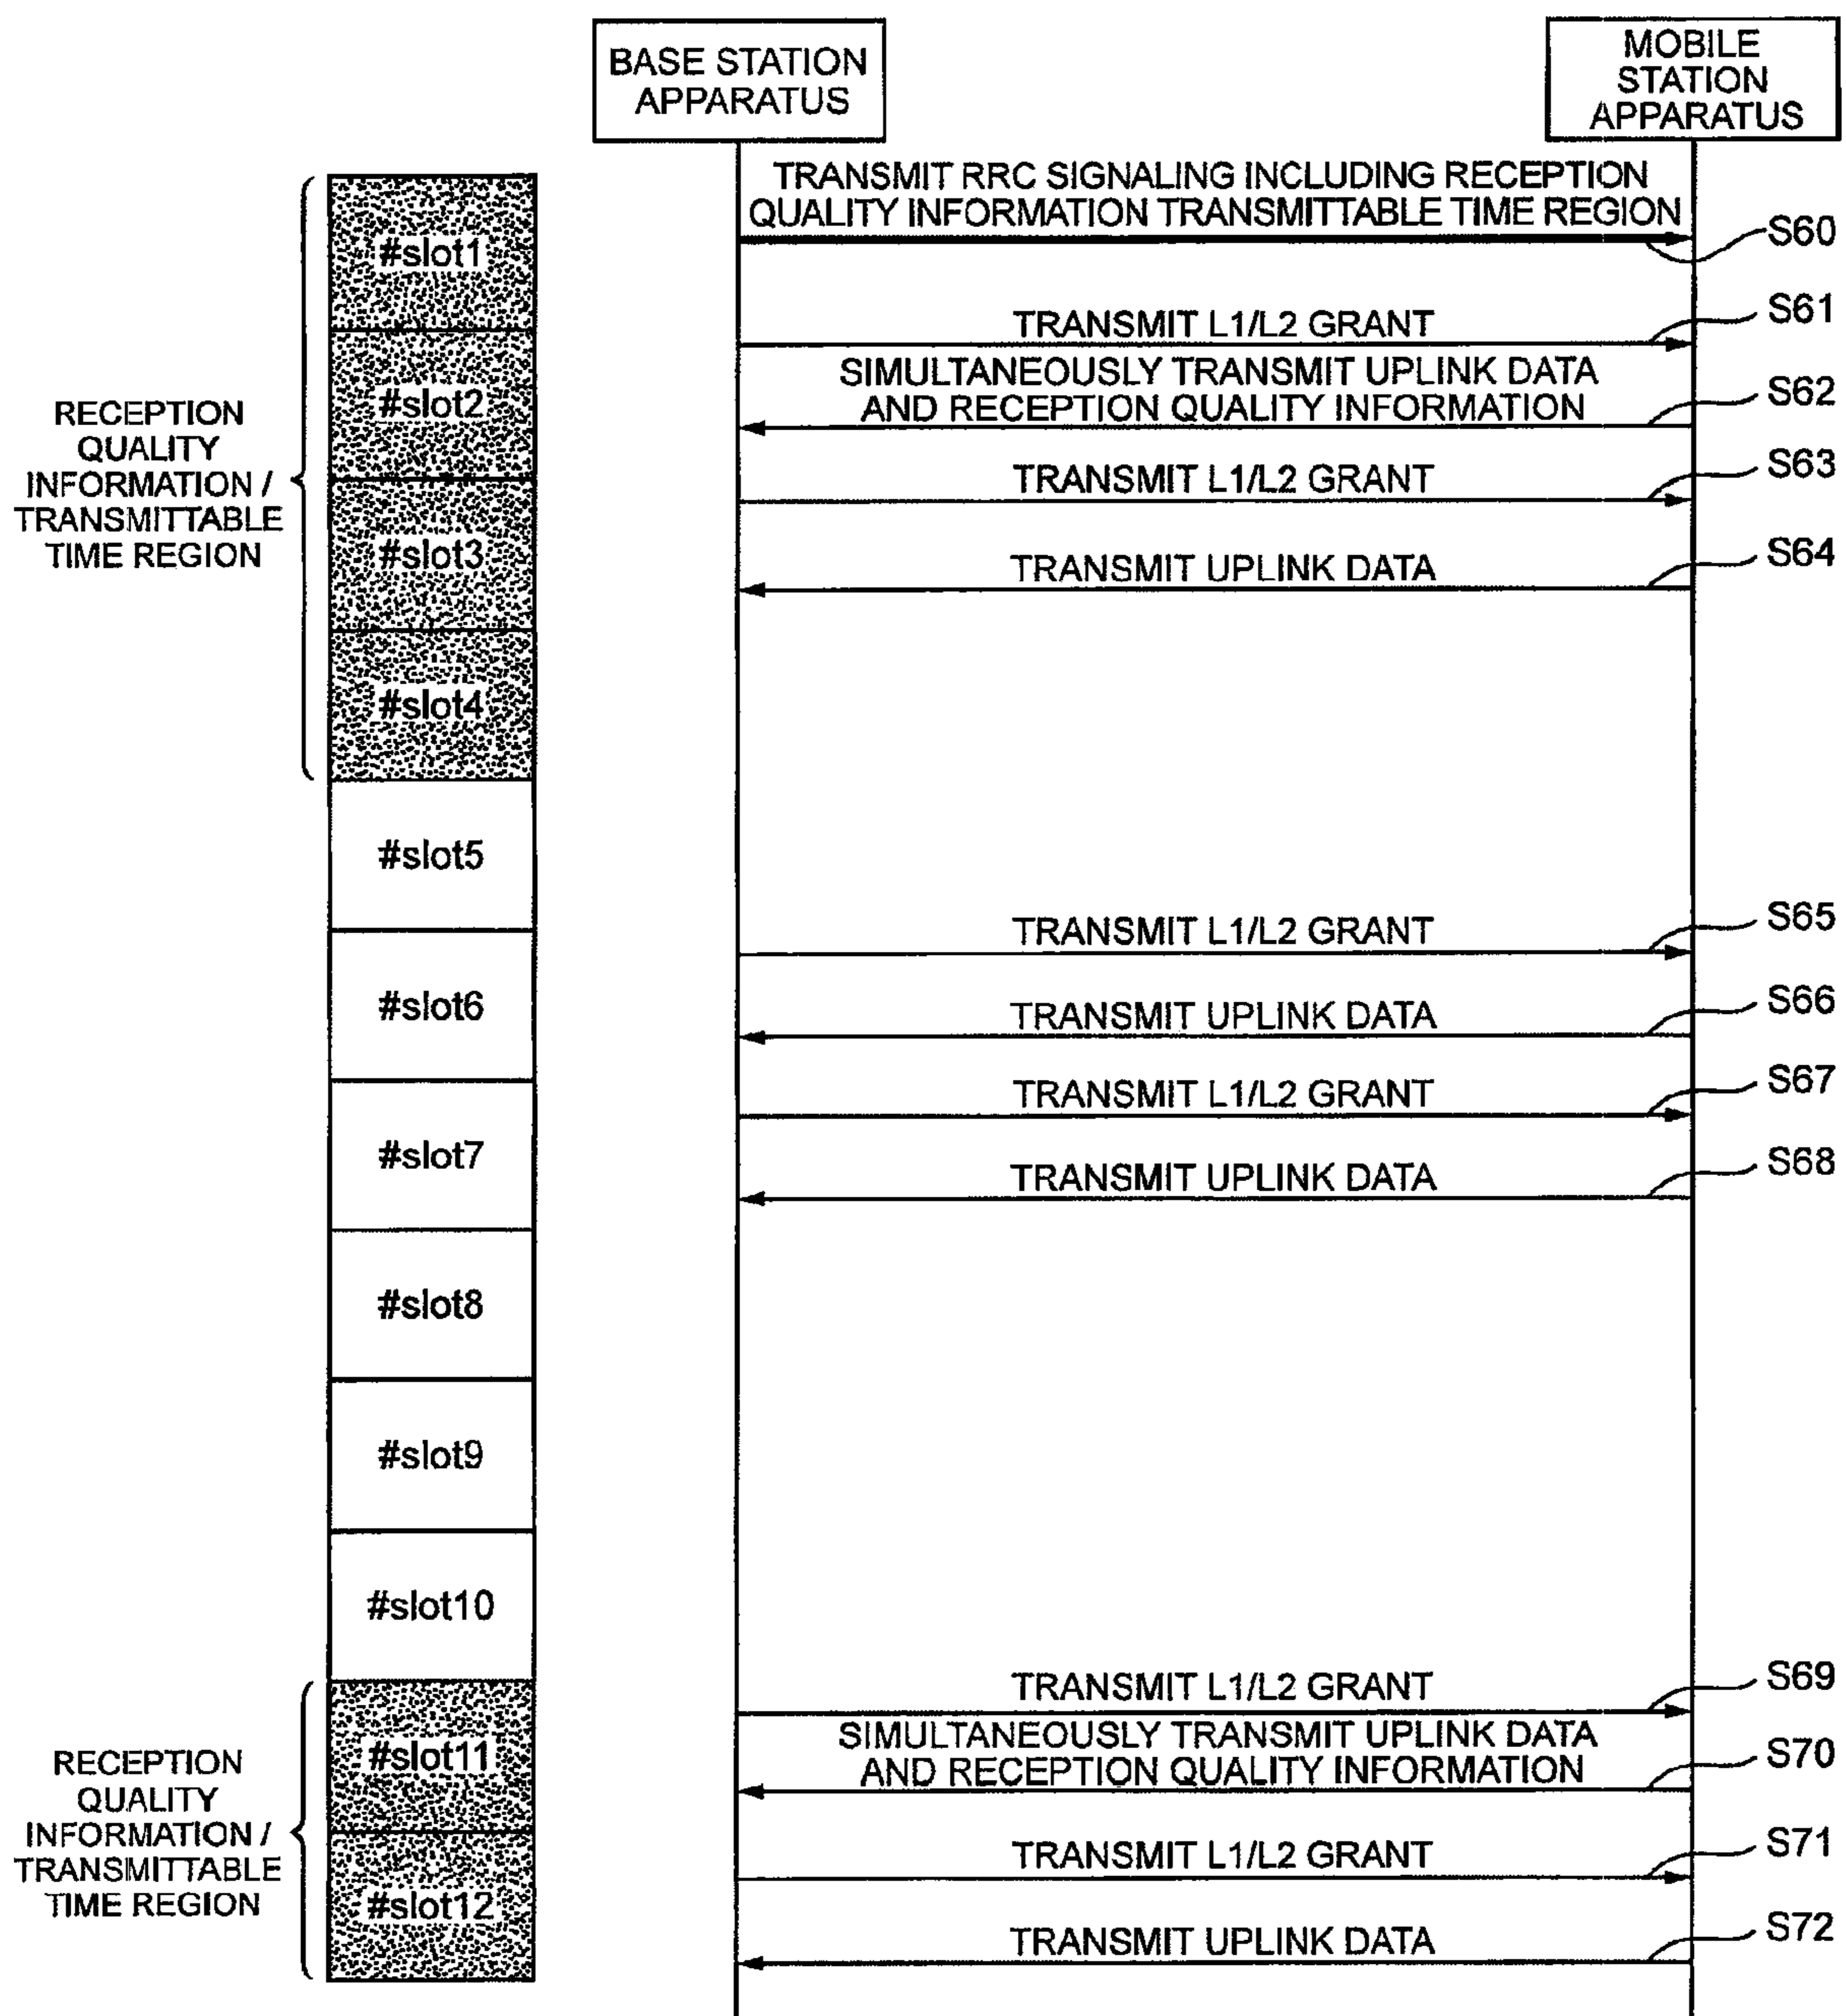 BASE STATION
APPARATUS
MOBILE
STATION
APPARATUS
TRANSMIT RRC SIGNALING INCLUDING RECEPTION
QUALITY INFORMATION TRANSMITTABLE TIME REGION
S60
#slot1
TRANSMIT L1/L2 GRANT
S61
SIMULTANEOUSLY TRANSMIT UPLINK DATA
AND RECEPTION QUALITY INFORMATION
S62
#slot2
RECEPTION
QUALITY
INFORMATION /
TRANSMITTABLE
TIME REGION
TRANSMIT L1/L2 GRANT
S63
#slot3
TRANSMIT UPLINK DATA
S64
#slot4
#slot5
TRANSMIT L1/L2 GRANT
S65
#slot6
TRANSMIT UPLINK DATA
S66
TRANSMIT L1/L2 GRANT
S67
#slot7
TRANSMIT UPLINK DATA
S68
#slot8
#slot9
#slot10
TRANSMIT L1/L2 GRANT
S69
#slot11
SIMULTANEOUSLY TRANSMIT UPLINK DATA
AND RECEPTION QUALITY INFORMATION
S70
RECEPTION
QUALITY
INFORMATION /
TRANSMITTABLE
TIME REGION
TRANSMIT L1/L2 GRANT
S71
#slot12
TRANSMIT UPLINK DATA
S72